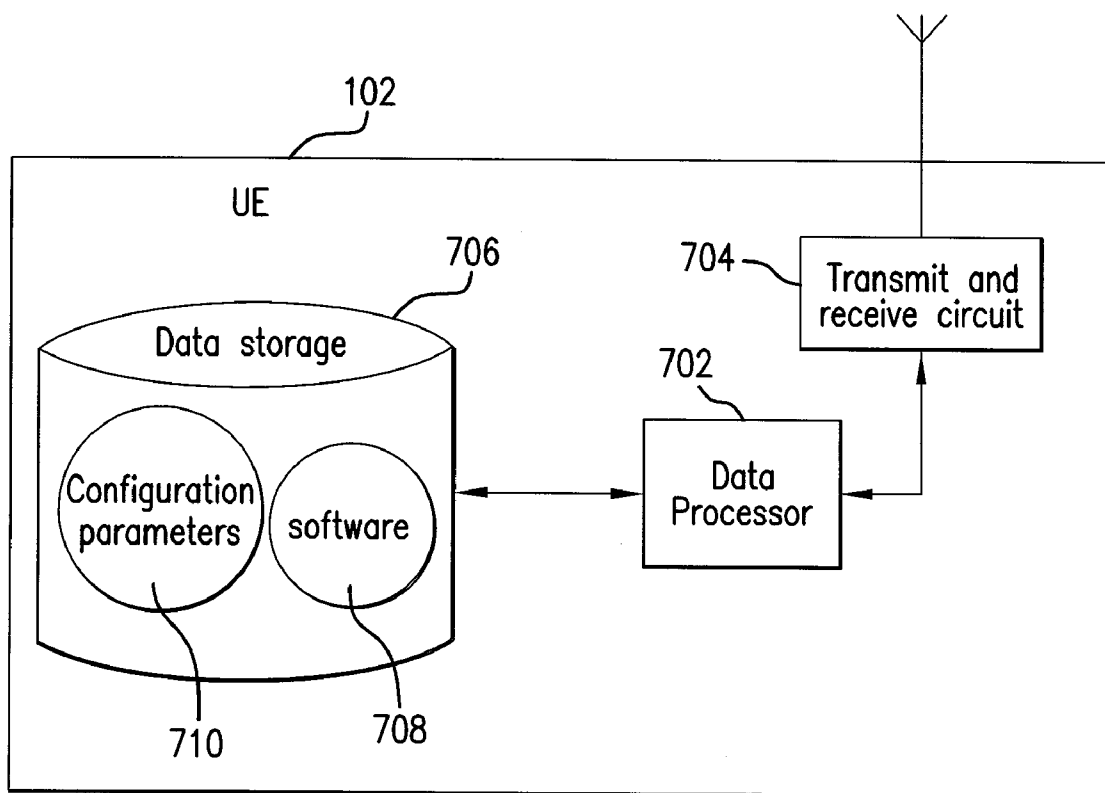 102
UE
706
704
Transmit and
receive circuit
Data storage
702
Configuration
parameters
software
Data
Processor
710
708